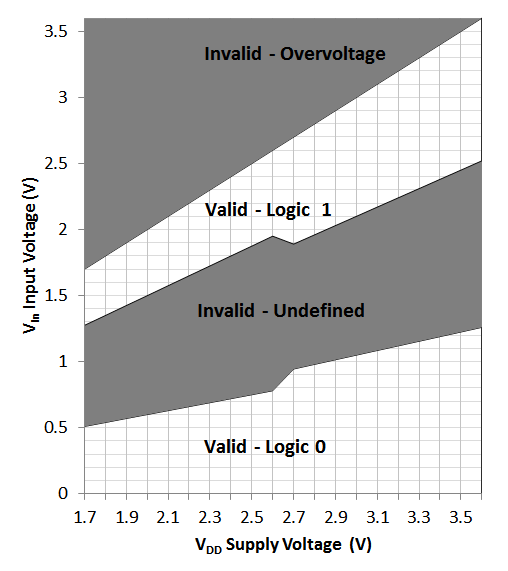 3.5
Invalid - Overvoltage
3
2.5
Valid - Logic 1
2
VIn Input Voltage (V)
1.5
Invalid - Undefined
1
0.5
Valid - Logic 0
0
1.7 1.9 2.1 2.3 2.5 2.7 2.9 3.1 3.3 3.5
VDD Supply Voltage (V)